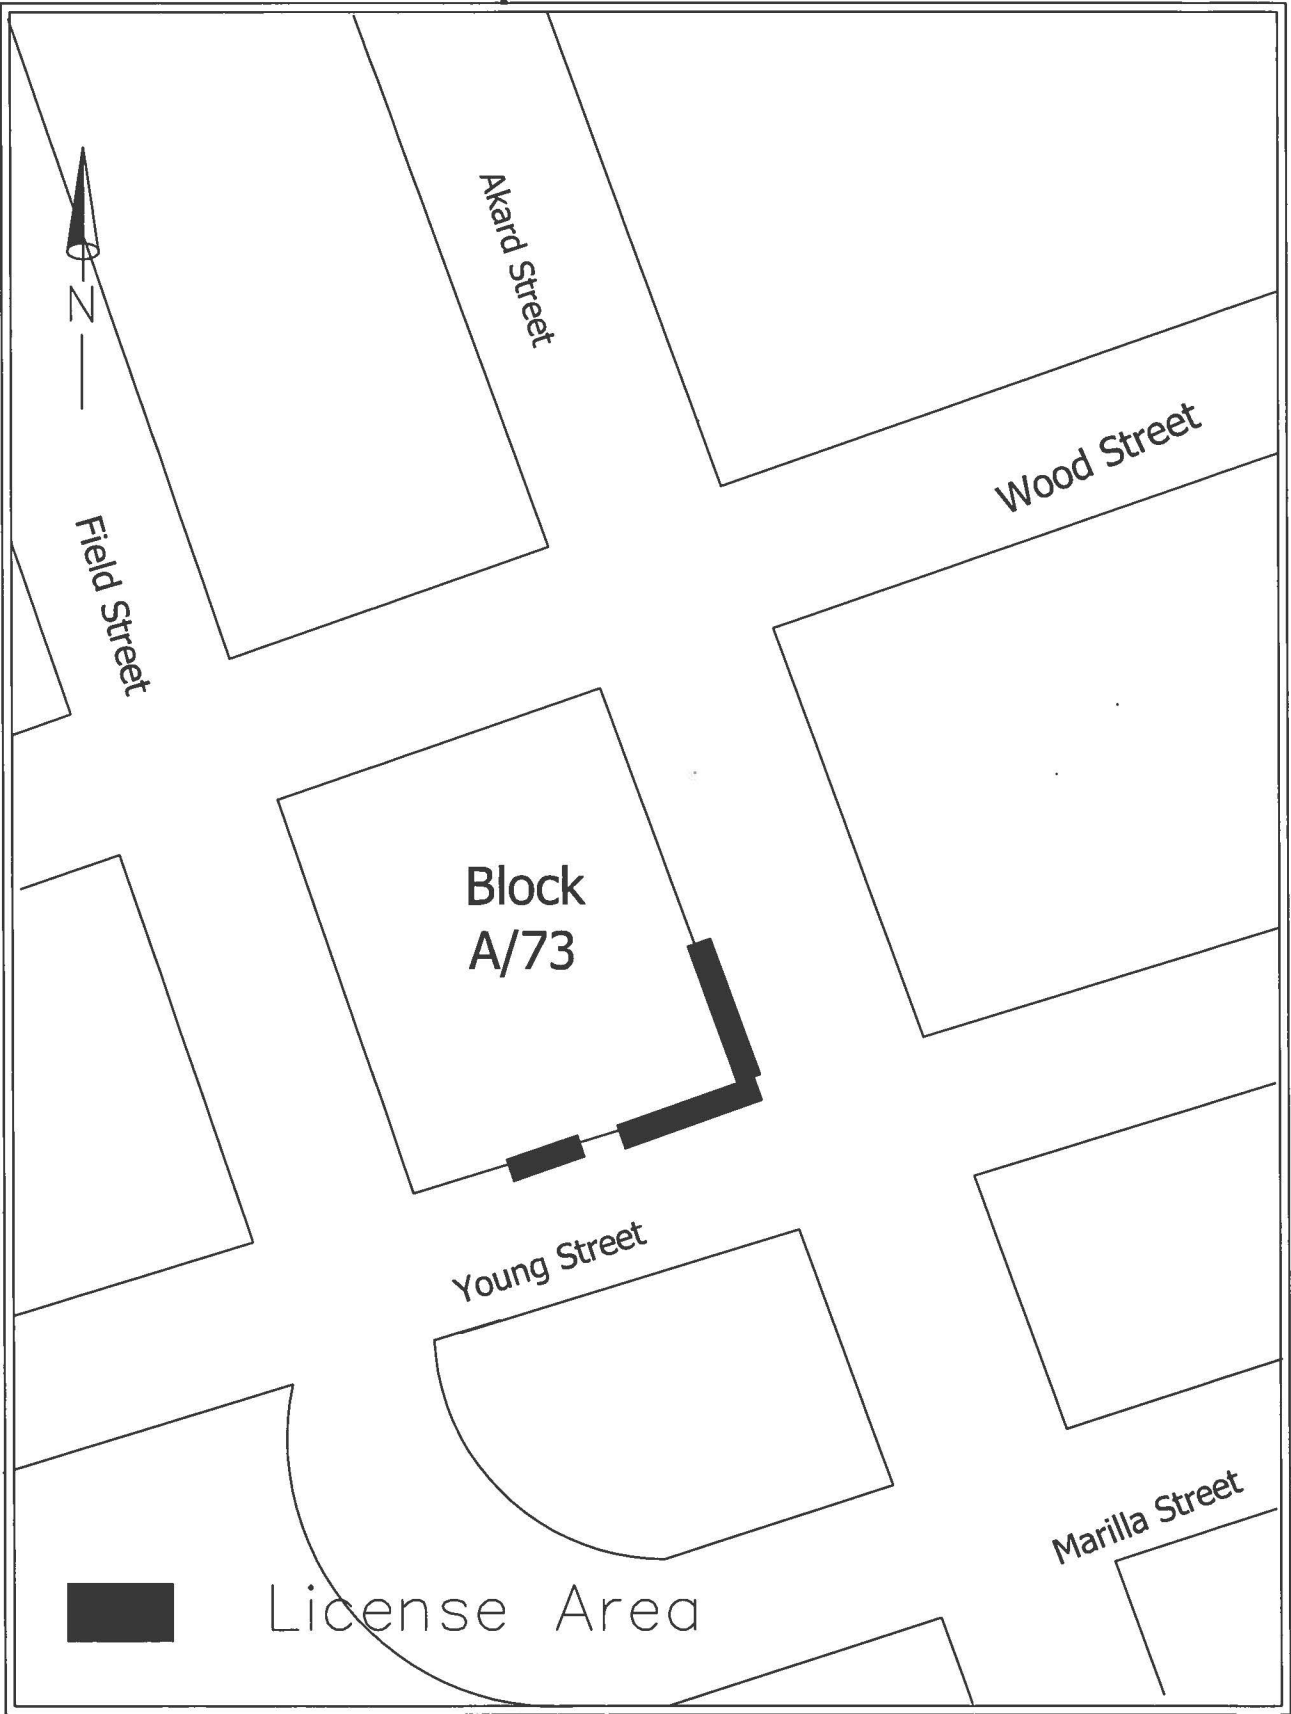 Akard Street
N
Wood Street
Field Street
Block
A/73
Young Street
Marilla Street
License Area